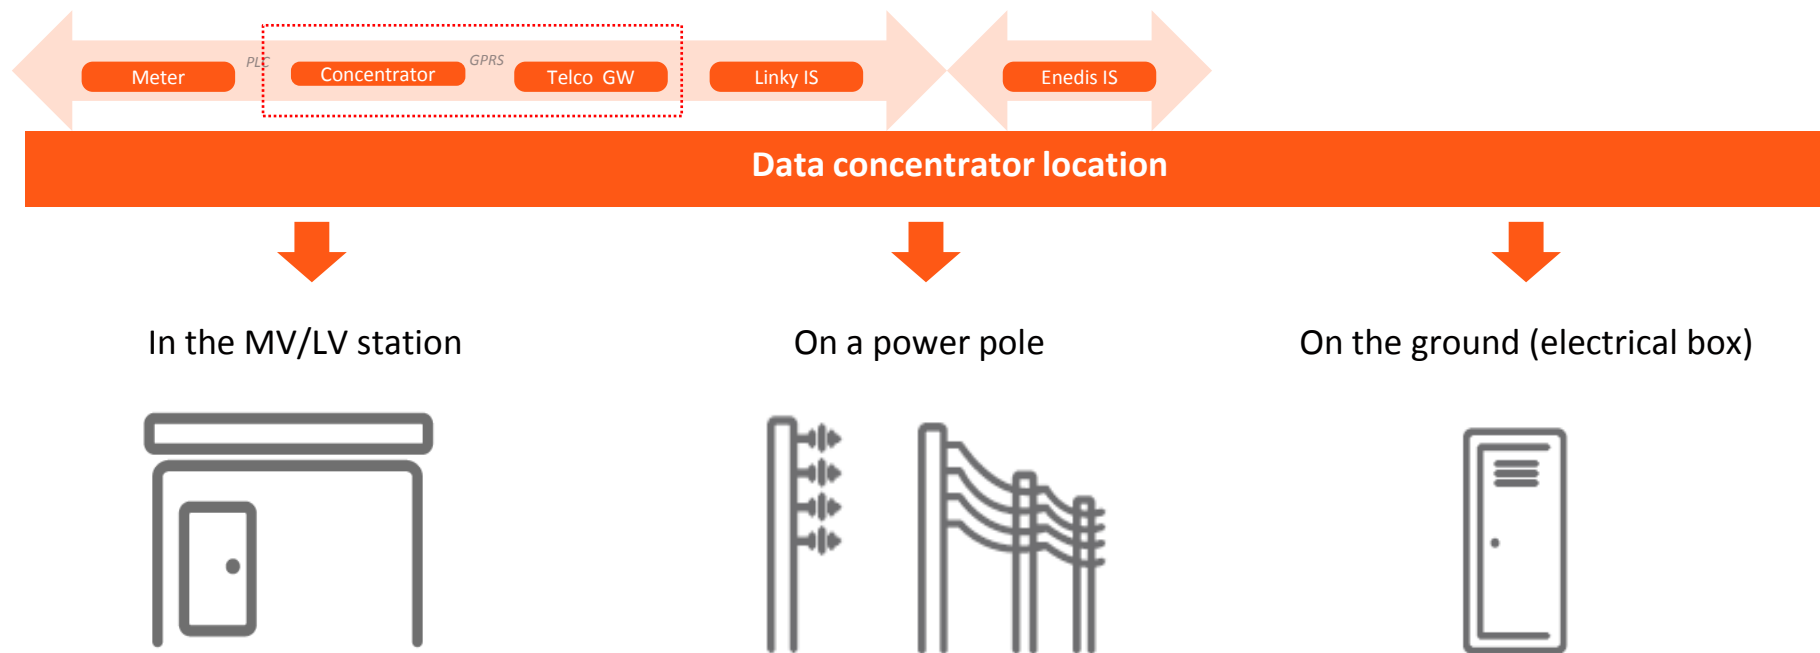 Meter
PLC
Concentrator
GPRS
Telco GW
Linky IS
Enedis IS
Data concentrator location
In the MV/LV station
On a power pole
On the ground (electrical box)